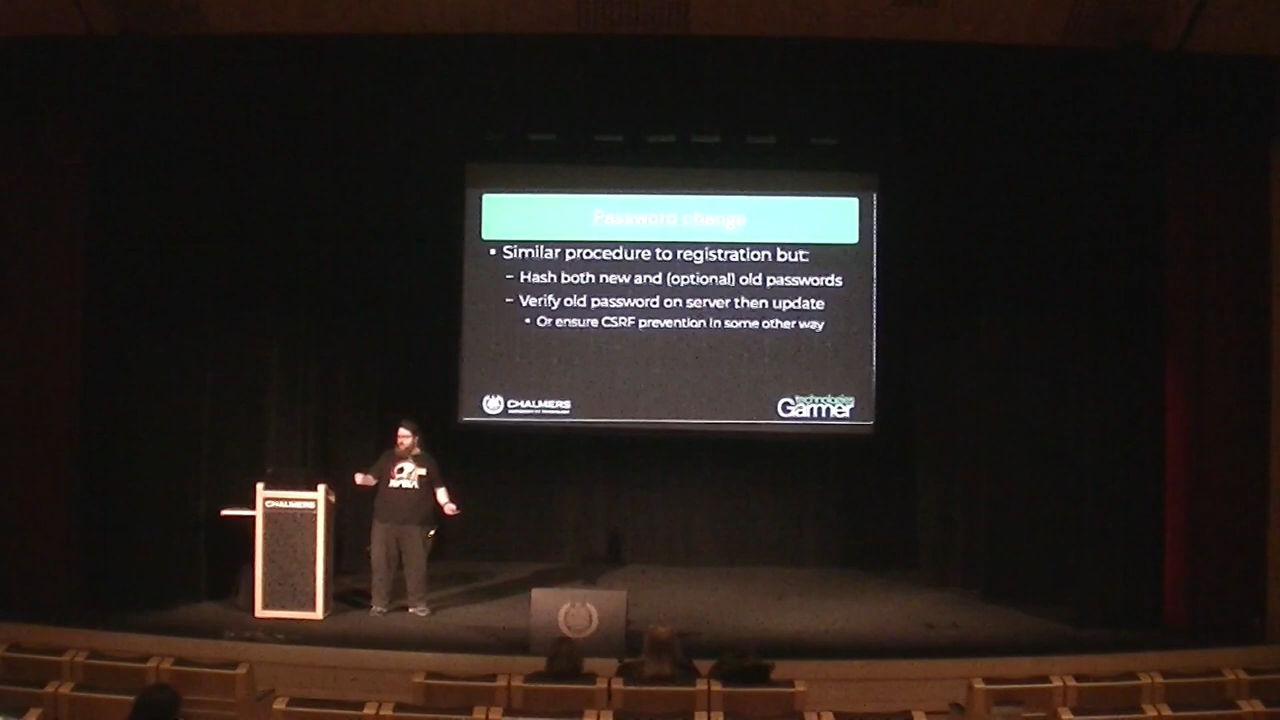 Password change
Similar procedure to registration but:
– Hash both new and (optional) old passwords
– Verify old password on server then update
Or ensure CSRF prevention in some other way
CHALMERS
technologies
Garmer
CHALMERS